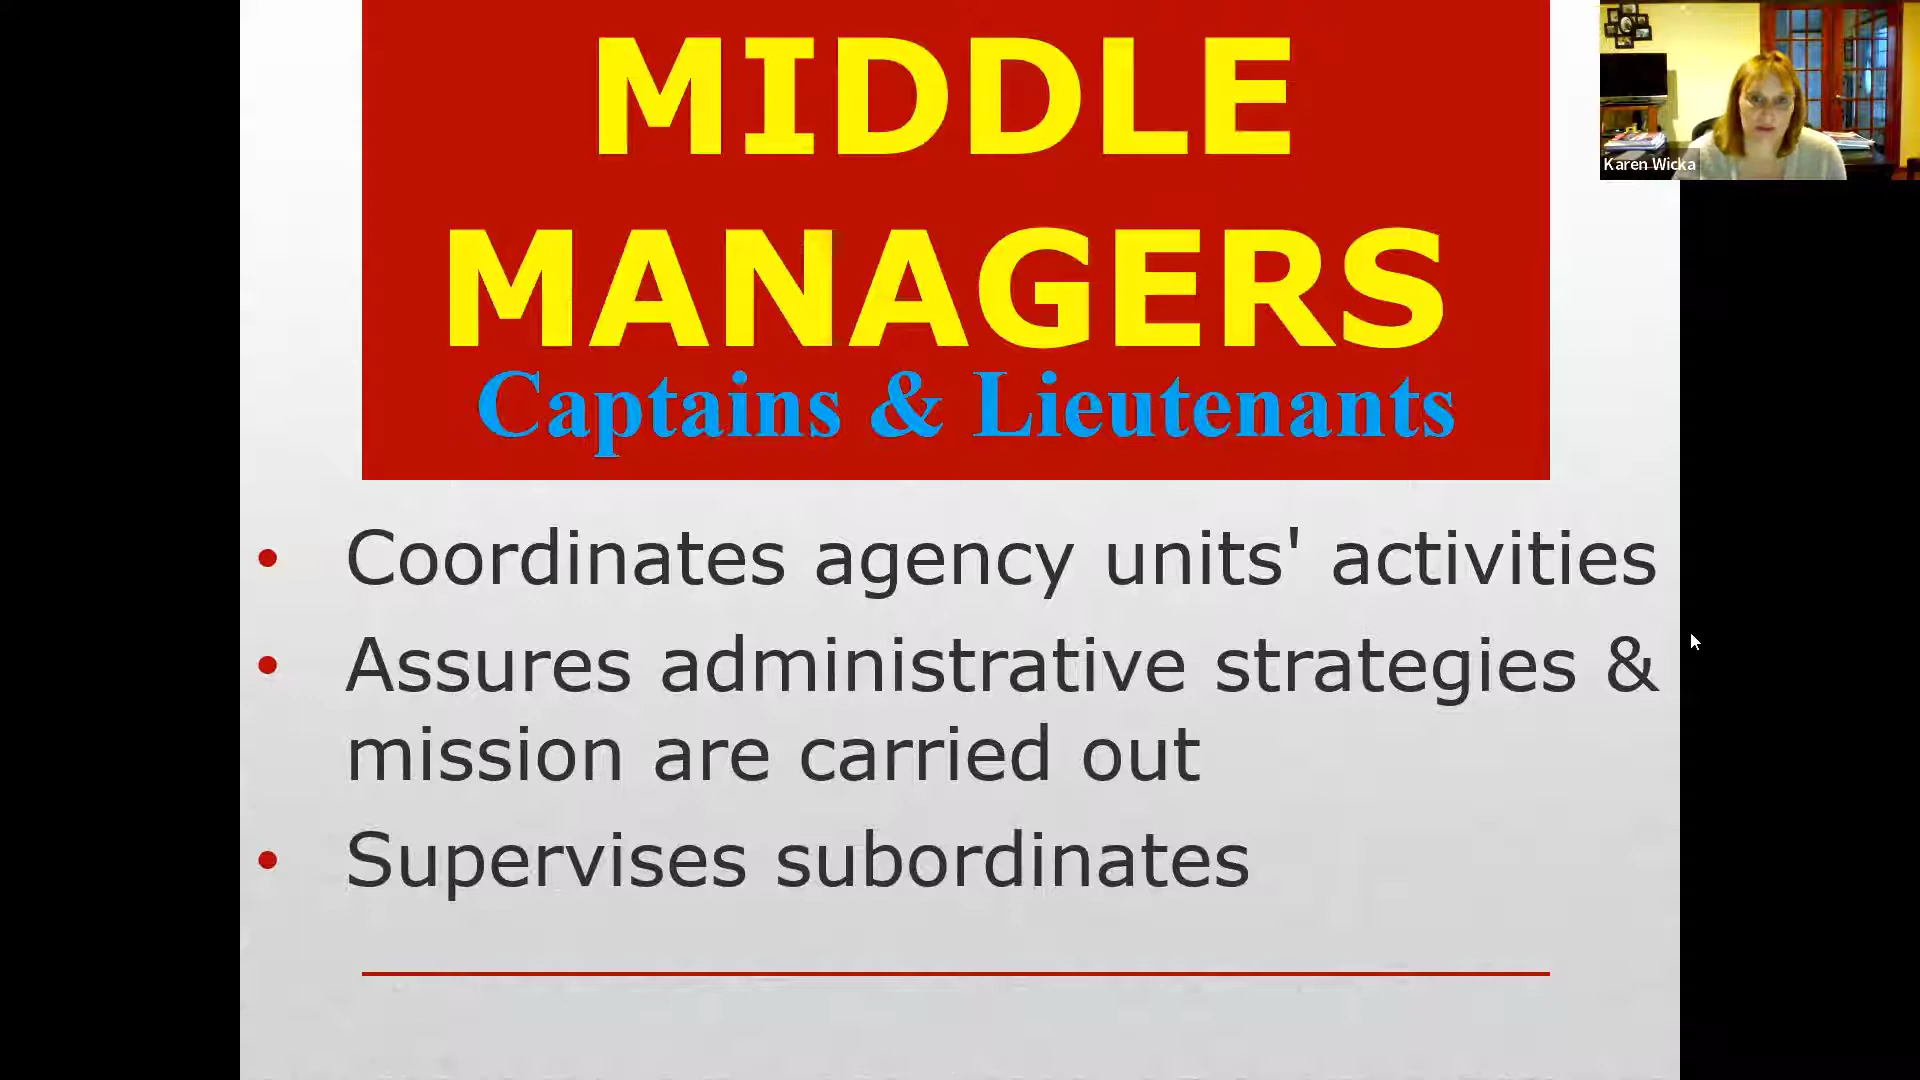 MIDDLE
MANAGERS
Captains & Lieutenants
Karen Wicka
• Coordinates agency units' activities
• Assures administrative strategies &
mission are carried out
• Supervises subordinates